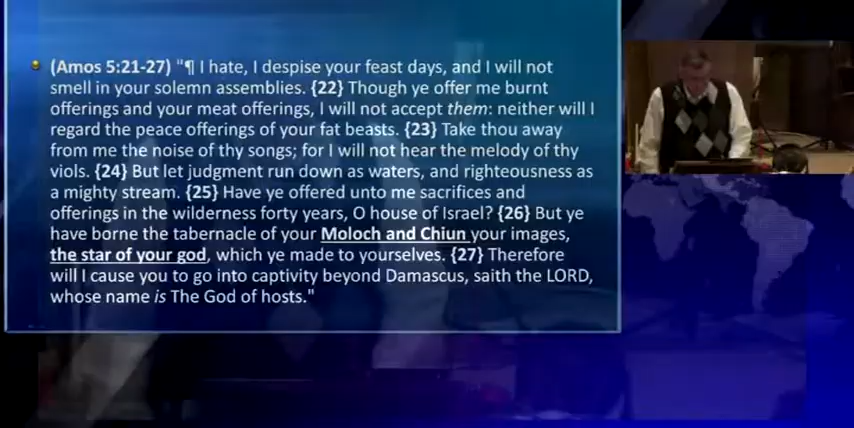 (Amos 5:21-27) "¶ I hate, I despise your feast days, and I will not
smell in your solemn assemblies. {22} Though ye offer me burnt
offerings and your meat offerings, I will not accept them: neither will I
regard the peace offerings of your fat beasts. {23} Take thou away
from me the noise of thy songs; for I will not hear the melody of thy
viols. {24} But let judgment run down as waters, and righteousness as
a mighty stream. {25} Have ye offered unto me sacrifices and
offerings in the wilderness forty years, O house of Israel? {26} But ye
have borne the tabernacle of your Moloch and Chiun your images,
the star of your god, which ye made to yourselves. {27} Therefore
will I cause you to go into captivity beyond Damascus, saith the LORD,
whose name is The God of hosts."